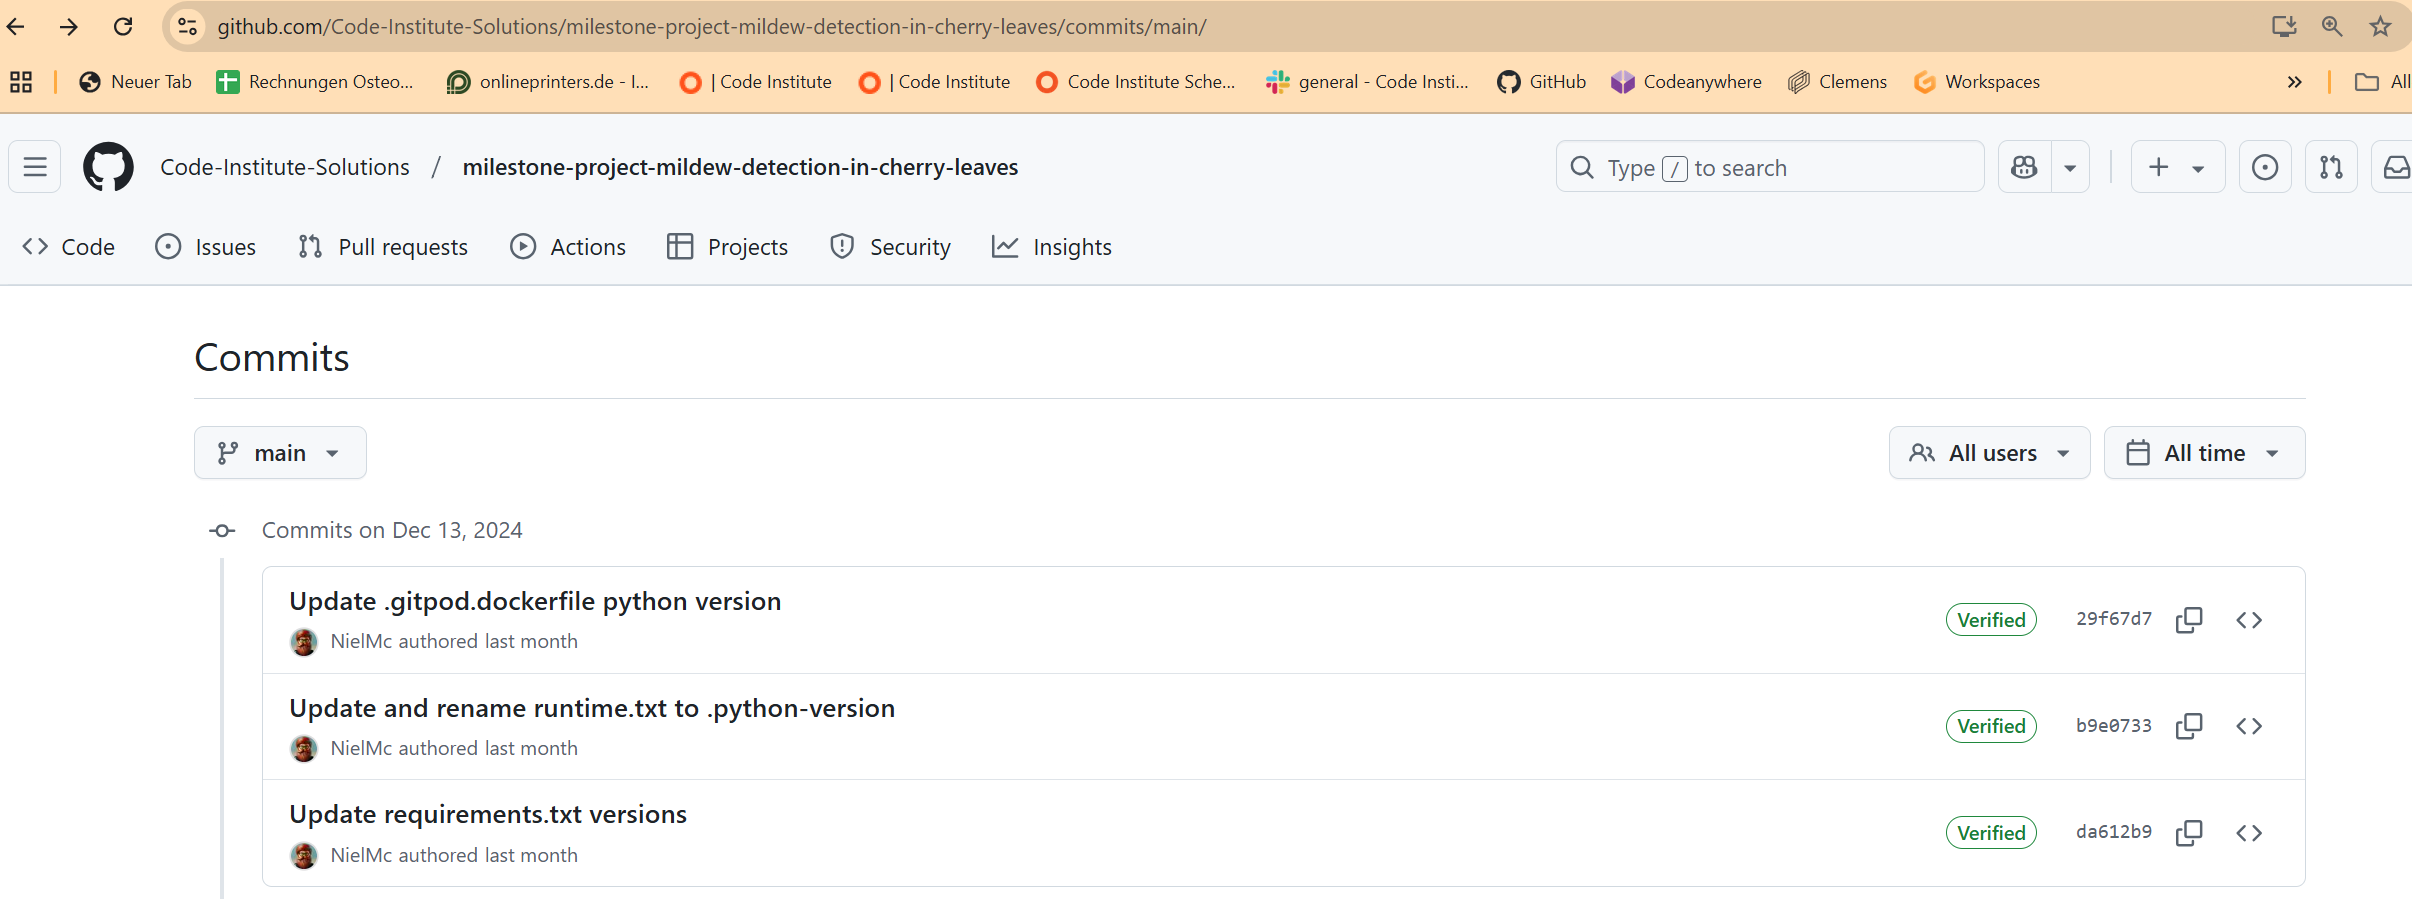 github.com/Code-Institute-Solutions/milestone-project-mildew-detection-in-cherry-leaves/commits/main/
Neuer Tab Rechnungen Osteo... onlineprinters.de - I... | Code Institute | Code Institute Code Institute Sche... general - Code Insti... GitHub Codeanywhere Clemens Workspaces » All
Code-Institute-Solutions / milestone-project-mildew-detection-in-cherry-leaves Type / to search
Code Issues Pull requests Actions Projects Security Insights
Commits
main All users All time
Commits on Dec 13, 2024
Update .gitpod.dockerfile python version
NielMc authored last month
Verified 29f67d7
Update and rename runtime.txt to .python-version
NielMc authored last month
Verified b9e0733
Update requirements.txt versions
NielMc authored last month
Verified da612b9